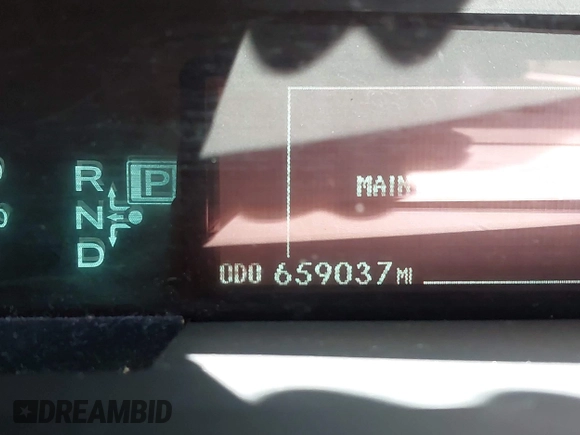 R P
N
D
MAIN
ODO 659037 MI
DREAMBID